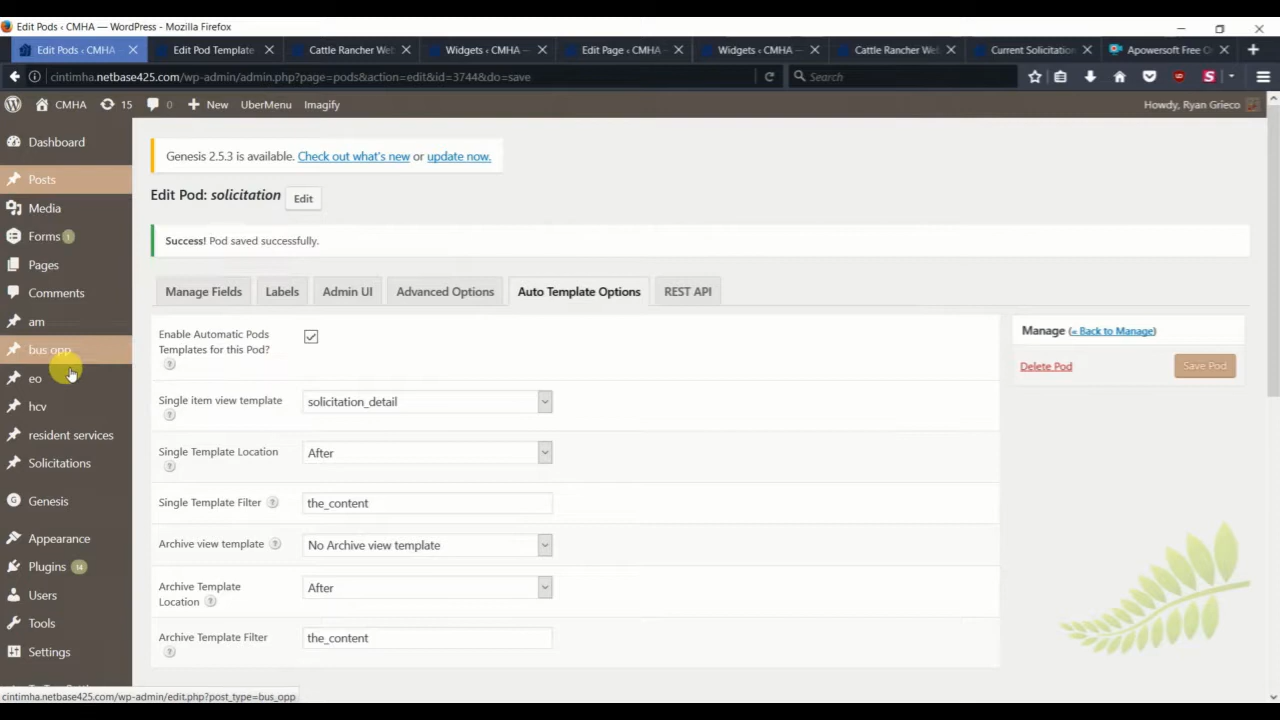 Edit Pods ‹ CMHA — WordPress - Mozilla Firefox
Edit Pods ‹ CMHA — Edit Pod Template Cattle Rancher Web Widgets ‹ CMHA — Edit Page ‹ CMHA — Widgets ‹ CMHA — Cattle Rancher Web Current Solicitation Apowersoft Free O
cintimha.netbase425.com/wp-admin/admin.php?page=pods&action=edit&id=3744&do=save Search
CMHA 15 0 New UberMenu Imagify Howdy, Ryan Grieco
Dashboard
Posts
Media
Forms 1
Pages
Comments
am
bus opp
eo
hcv
resident services
Solicitations
Genesis
Appearance
Plugins 14
Users
Tools
Settings
Genesis 2.5.3 is available. Check out what's new or update now.
Edit Pod: solicitation Edit
Success! Pod saved successfully.
Manage Fields Labels Admin UI Advanced Options Auto Template Options REST API
Enable Automatic Pods
Templates for this Pod?
?
Single item view template solicitation_detail
?
Single Template Location After
?
Single Template Filter ? the_content
Archive view template ? No Archive view template
Archive Template
Location ? After
Archive Template Filter the_content
?
Manage (« Back to Manage)
Delete Pod Save Pod
cintimha.netbase425.com/wp-admin/edit.php?post_type=bus_opp